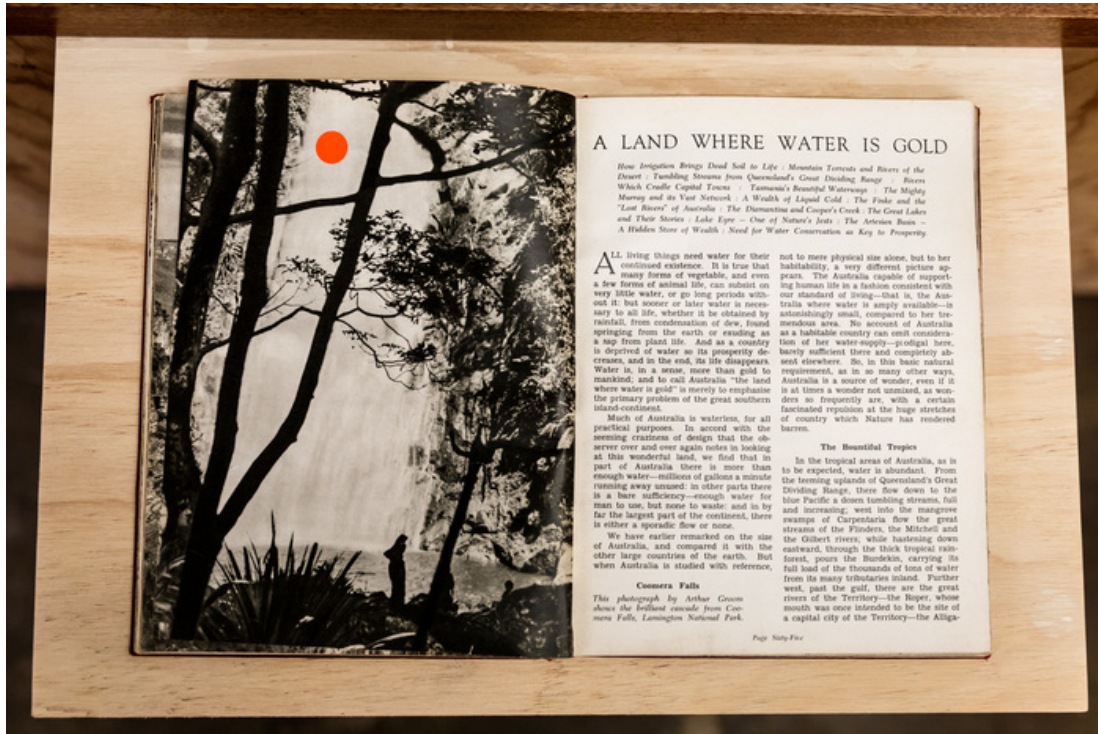 A LAND WHERE WATER IS GOLD
How Irrigation Brings Dead Soil to Life : Mountain Torrents and Rivers of the
Desert : Tumbling Streams from Queensland's Great Dividing Range : Rivers
Which Cradle Capital Towns : Tasmania's Beautiful Waterways : The Mighty
Murray and its Vast Network : A Wealth of Liquid Gold : The Finke and the
"Lost Rivers" of Australia : The Diamantina and Cooper's Creek : The Great Lakes
and Their Stories : Lake Eyre — One of Nature's Jests : The Artesian Basin —
A Hidden Store of Wealth : Need for Water Conservation as Key to Prosperity
ALL living things need water for their
continued existence. It is true that
many forms of vegetable, and even
a few forms of animal life, can subsist on
very little water, or go long periods with-
out it: but sooner or later water is neces-
sary to all life, whether it be obtained by
rainfall, from condensation of dew, found
springing from the earth or exuding as
a sap from plant life. And as a country
is deprived of water so its prosperity de-
creases, and in the end, its life disappears.
Water is, in a sense, more than gold to
mankind; and to call Australia "the land
where water is gold" is merely to emphasise
the primary problem of the great southern
island-continent.
Much of Australia is waterless, for all
practical purposes. In accord with the
seeming craziness of design that the ob-
server over and over again notes in looking
at this wonderful land, we find that in
part of Australia there is more than
enough water—millions of gallons a minute
running away unused: in other parts there
is a bare sufficiency—enough water for
man to use, but none to waste: and in by
far the largest part of the continent, there
is either a sporadic flow or none.
We have earlier remarked on the size
of Australia, and compared it with the
other large countries of the earth. But
when Australia is studied with reference,
Coomera Falls
This photograph by Arthur Groom
shows the brilliant cascade from Coo-
mera Falls, Lamington National Park.
not to mere physical size alone, but to her
habitability, a very different picture ap-
pears. The Australia capable of support-
ing human life in a fashion consistent with
our standard of living—that is, the Aus-
tralia where water is amply available—is
astonishingly small, compared to her tre-
mendous area. No account of Australia
as a habitable country can omit considera-
tion of her water-supply—prodigal here,
barely sufficient there and completely ab-
sent elsewhere. So, in this basic natural
requirement, as in so many other ways,
Australia is a source of wonder, even if it
is at times a wonder not unmixed, as won-
ders so frequently are, with a certain
fascinated repulsion at the huge stretches
of country which Nature has rendered
barren.
The Bountiful Tropics
In the tropical areas of Australia, as is
to be expected, water is abundant. From
the teeming uplands of Queensland's Great
Dividing Range, there flow down to the
blue Pacific a dozen tumbling streams, full
and increasing; west into the mangrove
swamps of Carpentaria flow the great
streams of the Flinders, the Mitchell and
the Gilbert rivers; while hastening down
eastward, through the thick tropical rain-
forest, pours the Burdekin, carrying its
full load of the thousands of tons of water
from its many tributaries inland. Further
west, past the gulf, there are the great
rivers of the Territory—the Roper, whose
mouth was once intended to be the site of
a capital city of the Territory—the Alliga-
Page Sixty-Five